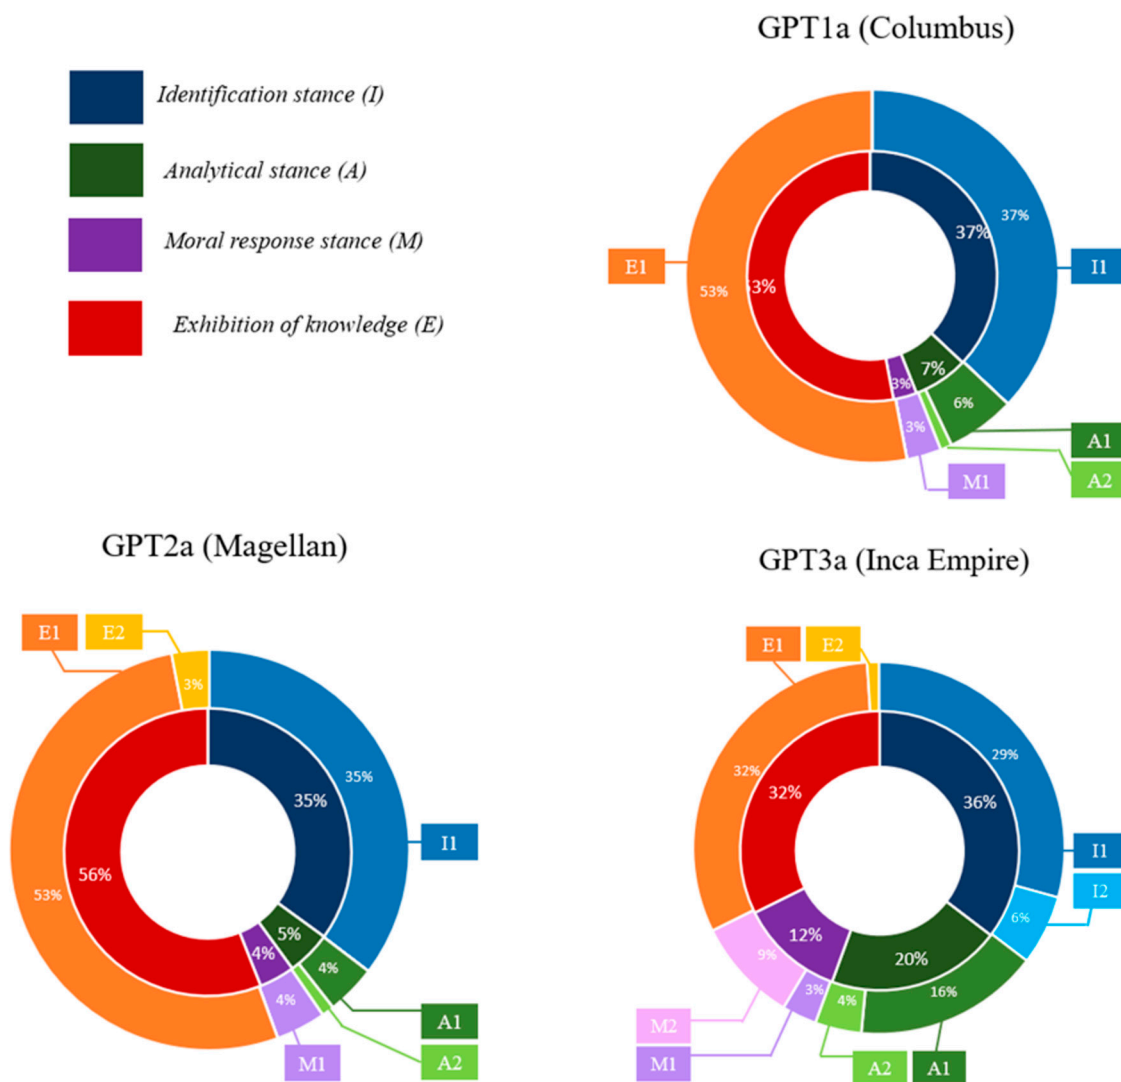 GPT1a (Columbus)
Identification stance (I)
Analytical stance (A)
Moral response stance (M)
Exhibition of knowledge (E)
37%
37%
E1
I1
53%
53%
7%
3%
6%
3%
A1
M1
A2
GPT2a (Magellan)
GPT3a (Inca Empire)
E1 E2
3%
35%
35%
I1
56%
53%
5%
4%
4%
4%
A1
M1
A2
E1 E2
29%
32%
32%
36%
I1
I2
6%
12%
20%
9%
3%
4%
16%
M2
M1
A2 A1